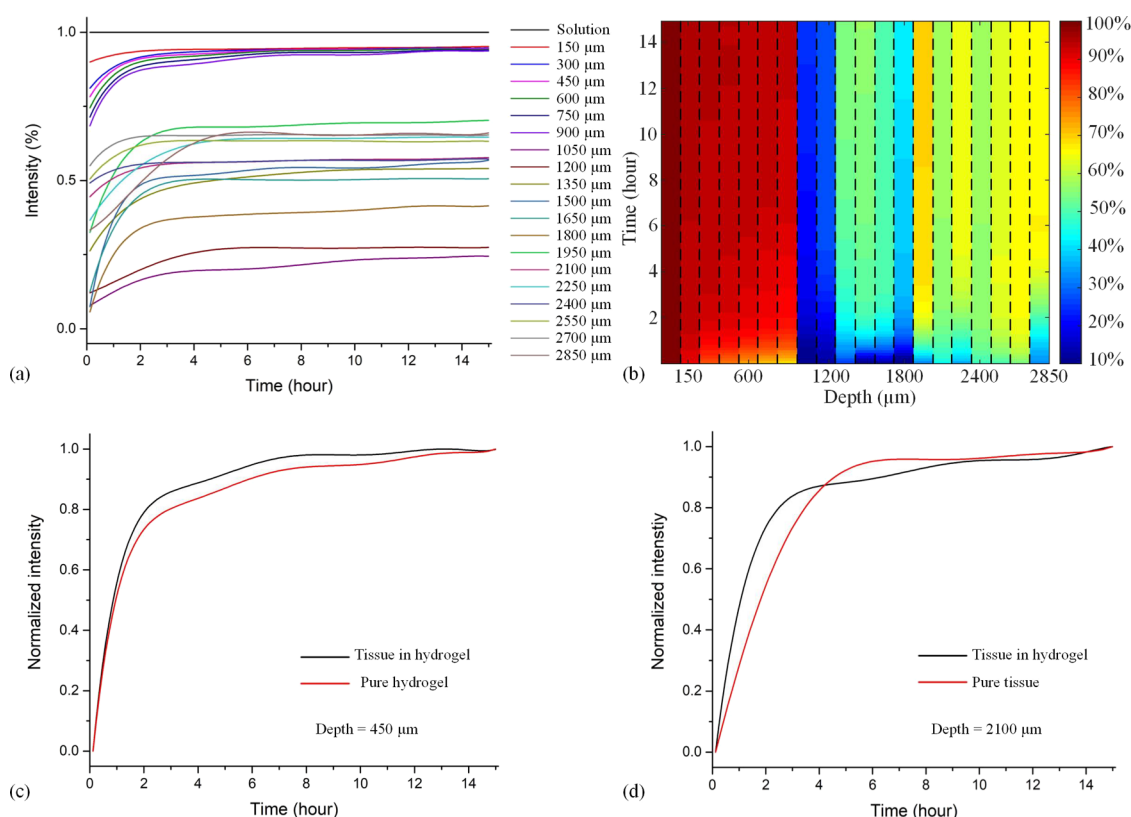 1.0
0.5
0.0
Intensity (%)
0 2 4 6 8 10 12 14
Time (hour)
(a)
Solution
150 µm
300 µm
450 µm
600 µm
750 µm
900 µm
1050 µm
1200 µm
1350 µm
1500 µm
1650 µm
1800 µm
1950 µm
2100 µm
2250 µm
2400 µm
2550 µm
2700 µm
2850 µm
14
12
10
8
6
4
2
Time (hour)
150 600 1200 1800 2400 2850
Depth (µm)
(b)
100%
90%
80%
70%
60%
50%
40%
30%
20%
10%
1.0
0.8
0.6
0.4
0.2
0.0
Normalized intensity
Tissue in hydrogel
Pure hydrogel
Depth = 450 µm
0 2 4 6 8 10 12 14
Time (hour)
(c)
1.0
0.8
0.6
0.4
0.2
0.0
Normalized intenstiy
Tissue in hydrogel
Pure tissue
Depth = 2100 µm
0 2 4 6 8 10 12 14
Time (hour)
(d)